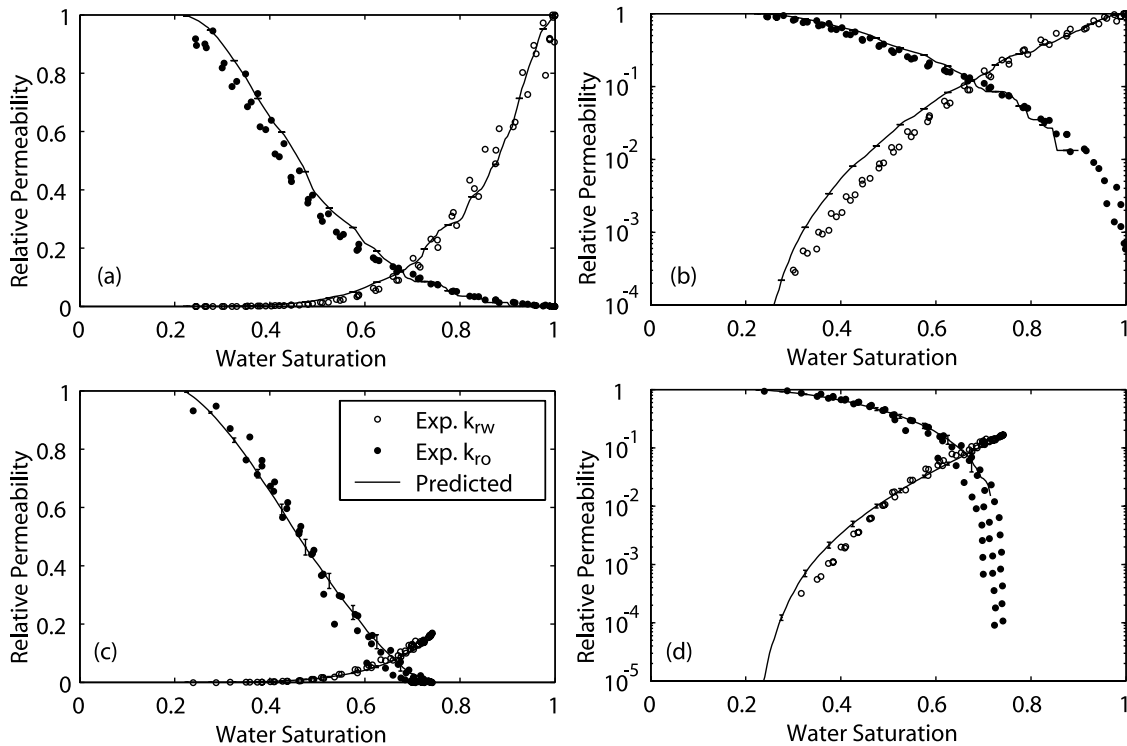 Relative Permeability
1
0.8
0.6
0.4
0.2
0
(a)
0 0.2 0.4 0.6 0.8 1
Water Saturation
Relative Permeability
1
10^-1
10^-2
10^-3
10^-4
(b)
0 0.2 0.4 0.6 0.8 1
Water Saturation
Relative Permeability
1
0.8
0.6
0.4
0.2
0
Exp. k_rw
Exp. k_ro
Predicted
(c)
0 0.2 0.4 0.6 0.8 1
Water Saturation
Relative Permeability
1
10^-1
10^-2
10^-3
10^-4
10^-5
(d)
0 0.2 0.4 0.6 0.8 1
Water Saturation